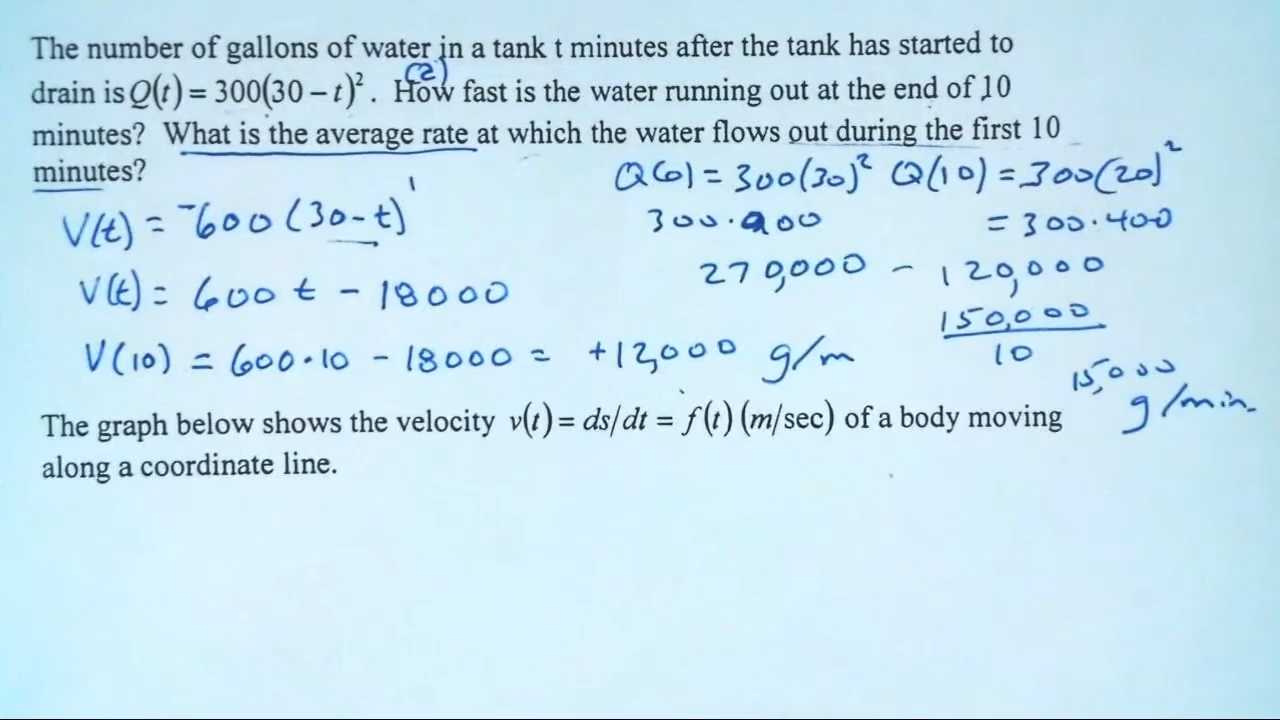 The number of gallons of water in a tank t minutes after the tank has started to
(2)
drain is Q(t) = 300(30 – t)². How fast is the water running out at the end of 10
minutes? What is the average rate at which the water flows out during the first 10
minutes?
Q(0) = 300(30)² Q(10) = 300(20)²
V(t) = -600(30-t)¹
300·900 = 300·400
270,000 - 120,000
V(t) = 600t - 18000
150,000
10
V(10) = 600·10 - 18000 = +12,000 g/m
15,000
g/min.
The graph below shows the velocity v(t) = ds/dt = f(t) (m/sec) of a body moving
along a coordinate line.